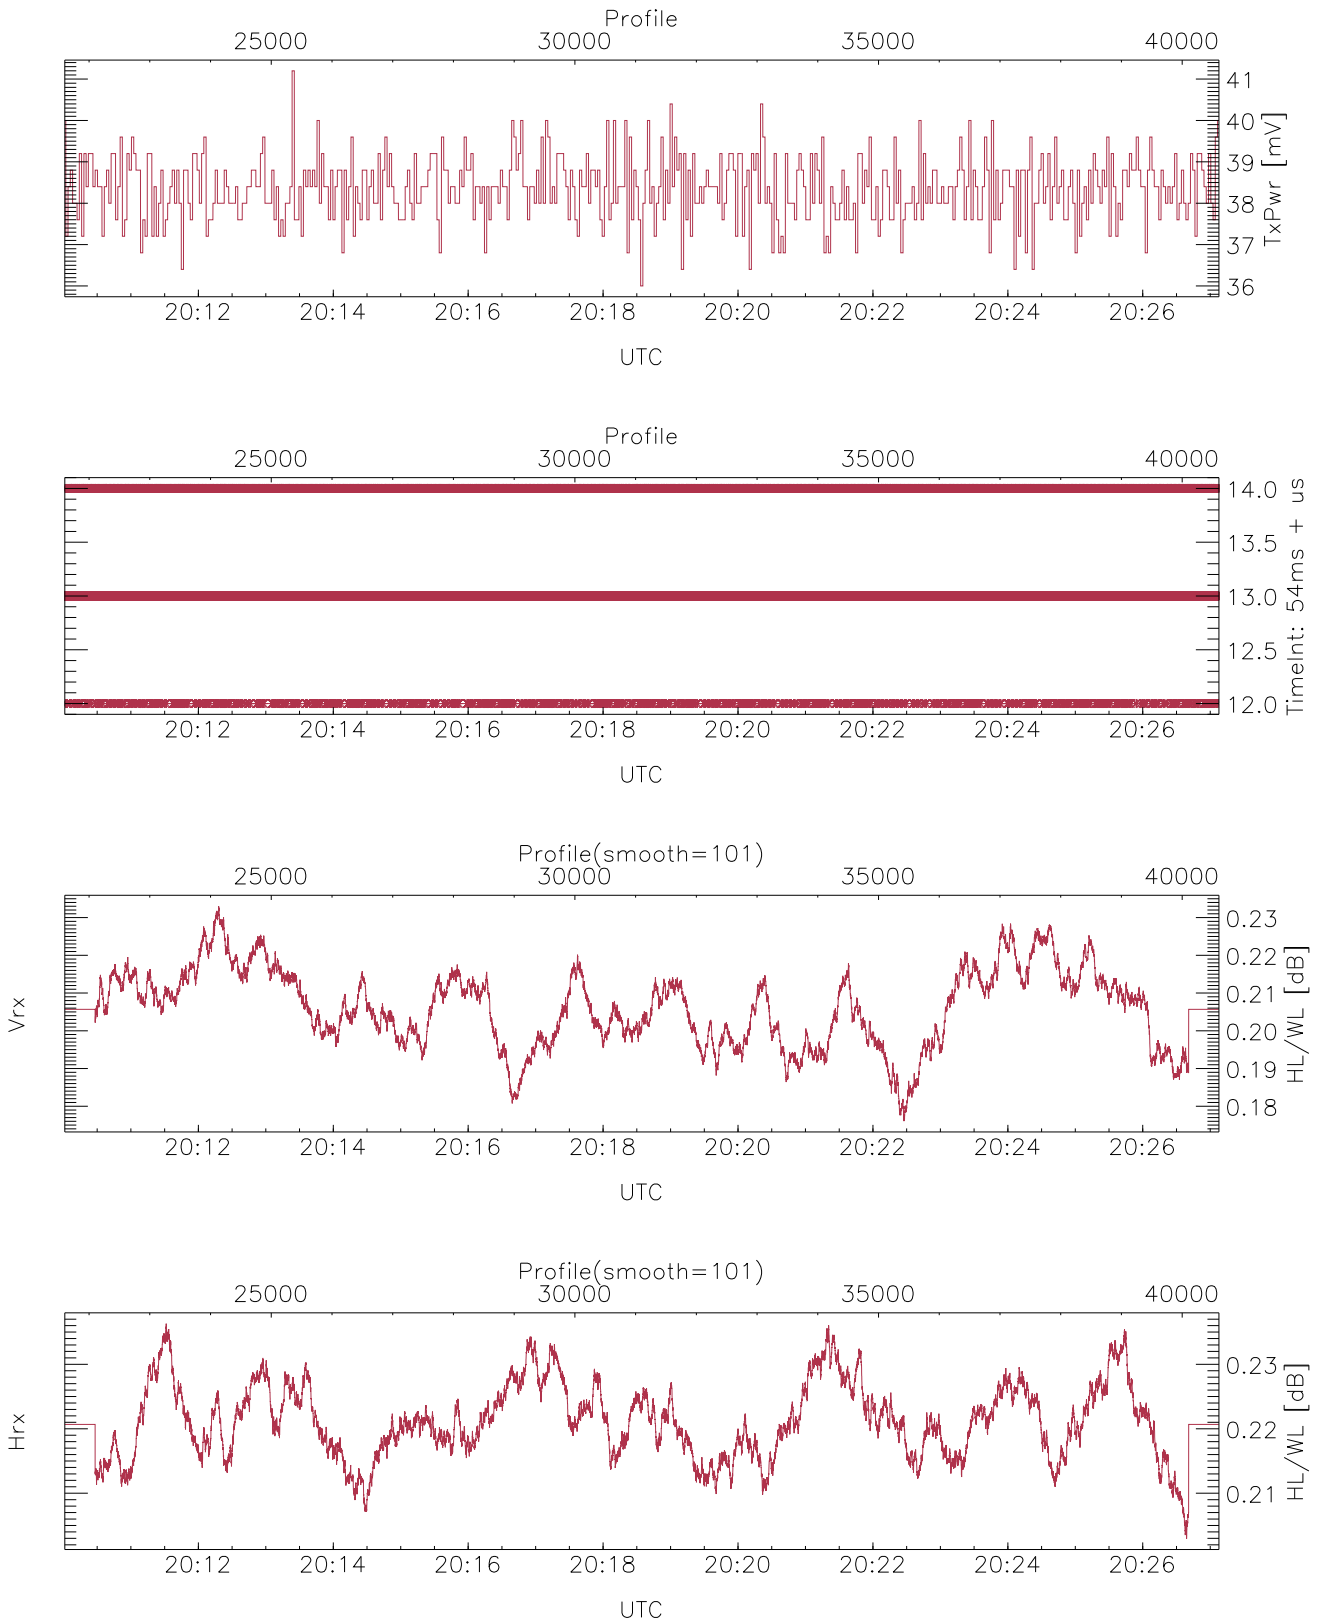 Profile
25000 30000 35000 40000
41
40
39
38
37
36
TxPwr [mV]
20:12 20:14 20:16 20:18 20:20 20:22 20:24 20:26
UTC
Profile
25000 30000 35000 40000
14.0
13.5
13.0
12.5
12.0
TimeInt: 54ms + us
20:12 20:14 20:16 20:18 20:20 20:22 20:24 20:26
UTC
Profile(smooth=101)
25000 30000 35000 40000
Vrx
0.23
0.22
0.21
0.20
0.19
0.18
HL/WL [dB]
20:12 20:14 20:16 20:18 20:20 20:22 20:24 20:26
UTC
Profile(smooth=101)
25000 30000 35000 40000
Hrx
0.23
0.22
0.21
HL/WL [dB]
20:12 20:14 20:16 20:18 20:20 20:22 20:24 20:26
UTC